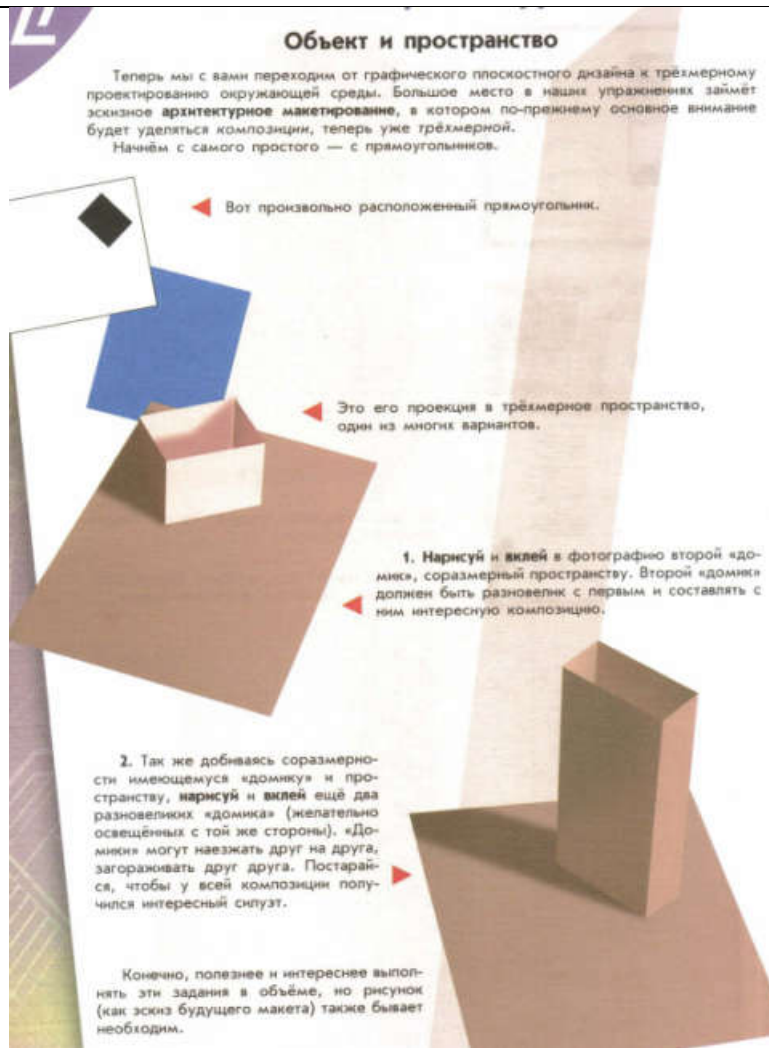 Объект и пространство
Теперь мы с вами переходим от графического плоскостного дизайна к трёхмерному
проектированию окружающей среды. Большое место в наших упражнениях займёт
эскизное архитектурное макетирование, в котором по-прежнему основное внимание
будет уделяться композиции, теперь уже трёхмерной.
Начнём с самого простого — с прямоугольников.
Вот произвольно расположенный прямоугольник.
Это его проекция в трёхмерное пространство,
один из многих вариантов.
1. Нарисуй и вклей в фотографию второй «до-
мик», соразмерный пространству. Второй «домик»
должен быть разновелик с первым и составлять с
ним интересную композицию.
2. Так же добиваясь соразмерно-
сти имеющемуся «домику» и про-
странству, нарисуй и вклей ещё два
разновеликих «домика» (желательно
освещённых с той же стороны). «До-
мики» могут наезжать друг на друга,
загораживать друг друга. Постарай-
ся, чтобы у всей композиции полу-
чился интересный силуэт.
Конечно, полезнее и интереснее выпол-
нять эти задания в объёме, но рисунок
(как эскиз будущего макета) также бывает
необходим.